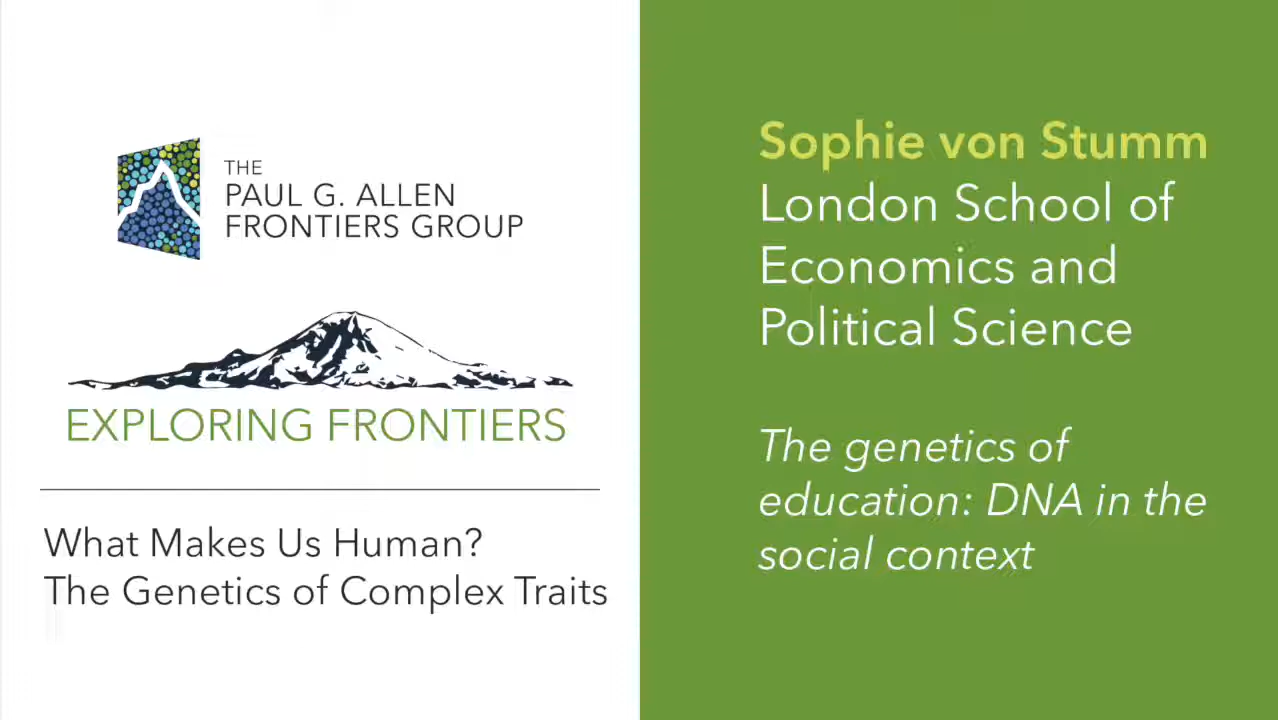 THE
PAUL G. ALLEN
FRONTIERS GROUP
EXPLORING FRONTIERS
What Makes Us Human?
The Genetics of Complex Traits
Sophie von Stumm
London School of
Economics and
Political Science
The genetics of
education: DNA in the
social context